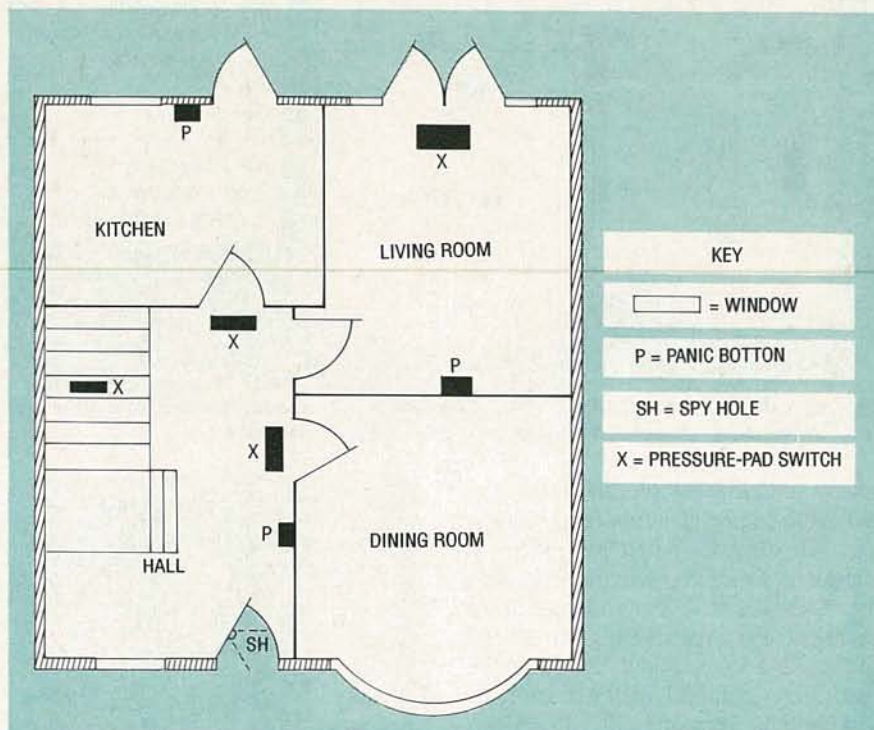 P
X
KITCHEN
LIVING ROOM
X
P
X
X
P
DINING ROOM
HALL
SH
KEY
= WINDOW
P = PANIC BOTTON
SH = SPY HOLE
X = PRESSURE-PAD SWITCH